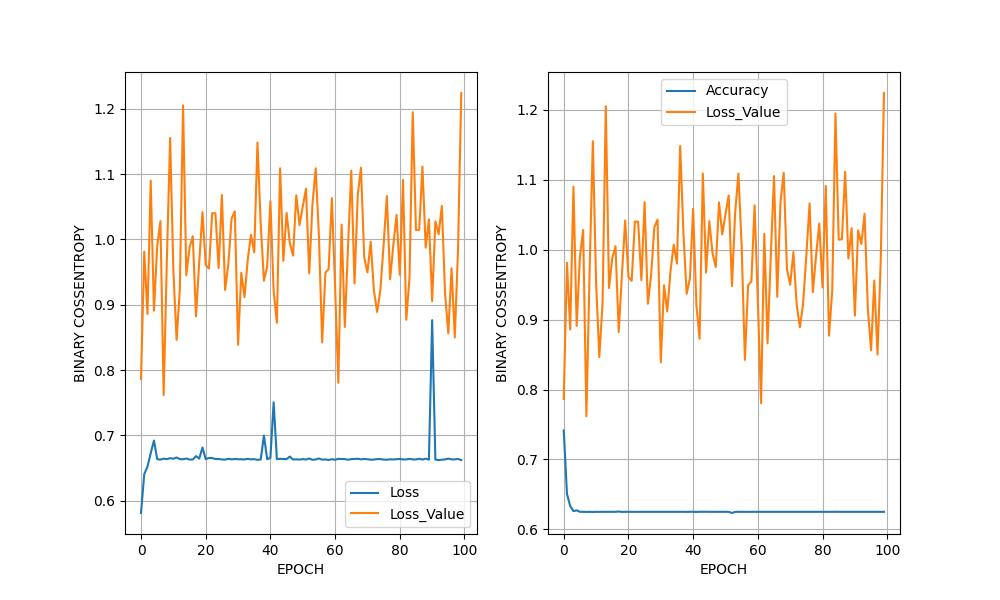 1.2
1.1
1.0
0.9
0.8
0.7
0.6
0 20 40 60 80 100
EPOCH
BINARY COSSENTROPY
Loss
Loss_Value
1.2
1.1
1.0
0.9
0.8
0.7
0.6
0 20 40 60 80 100
EPOCH
BINARY COSSENTROPY
Accuracy
Loss_Value